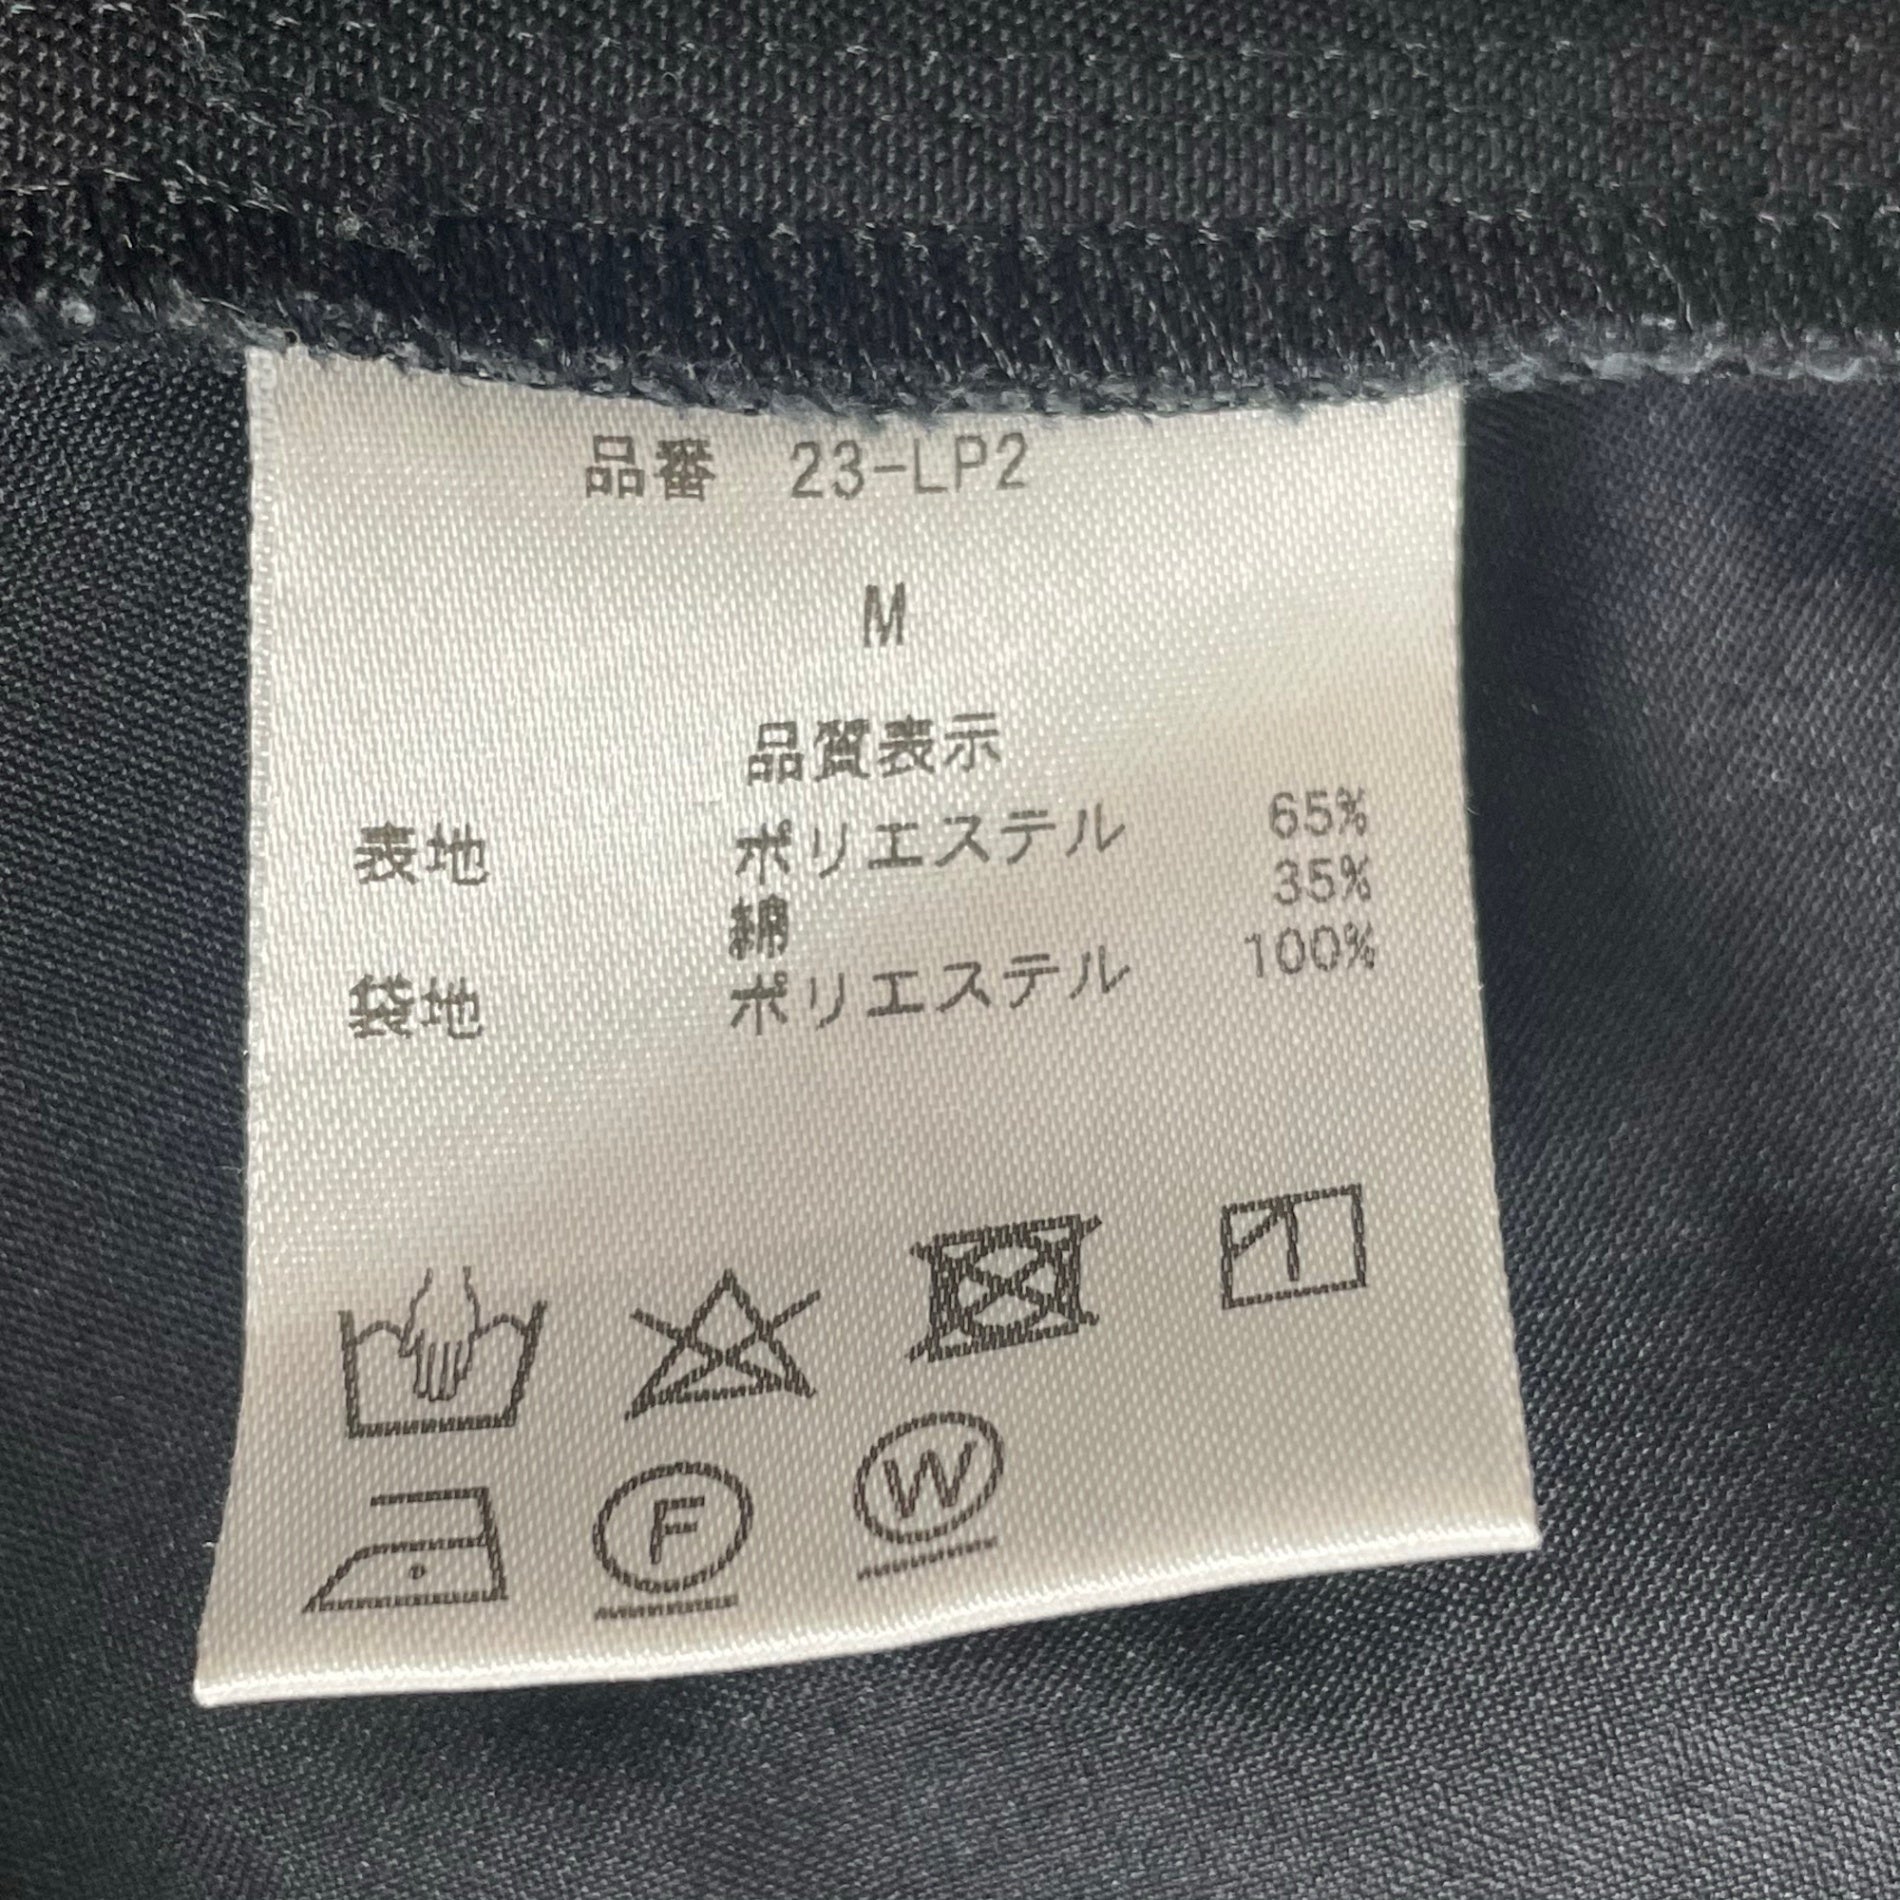 品番 23-LP2
M
品質表示
表地 ポリエステル 65%
綿 35%
袋地 ポリエステル 100%
F
W